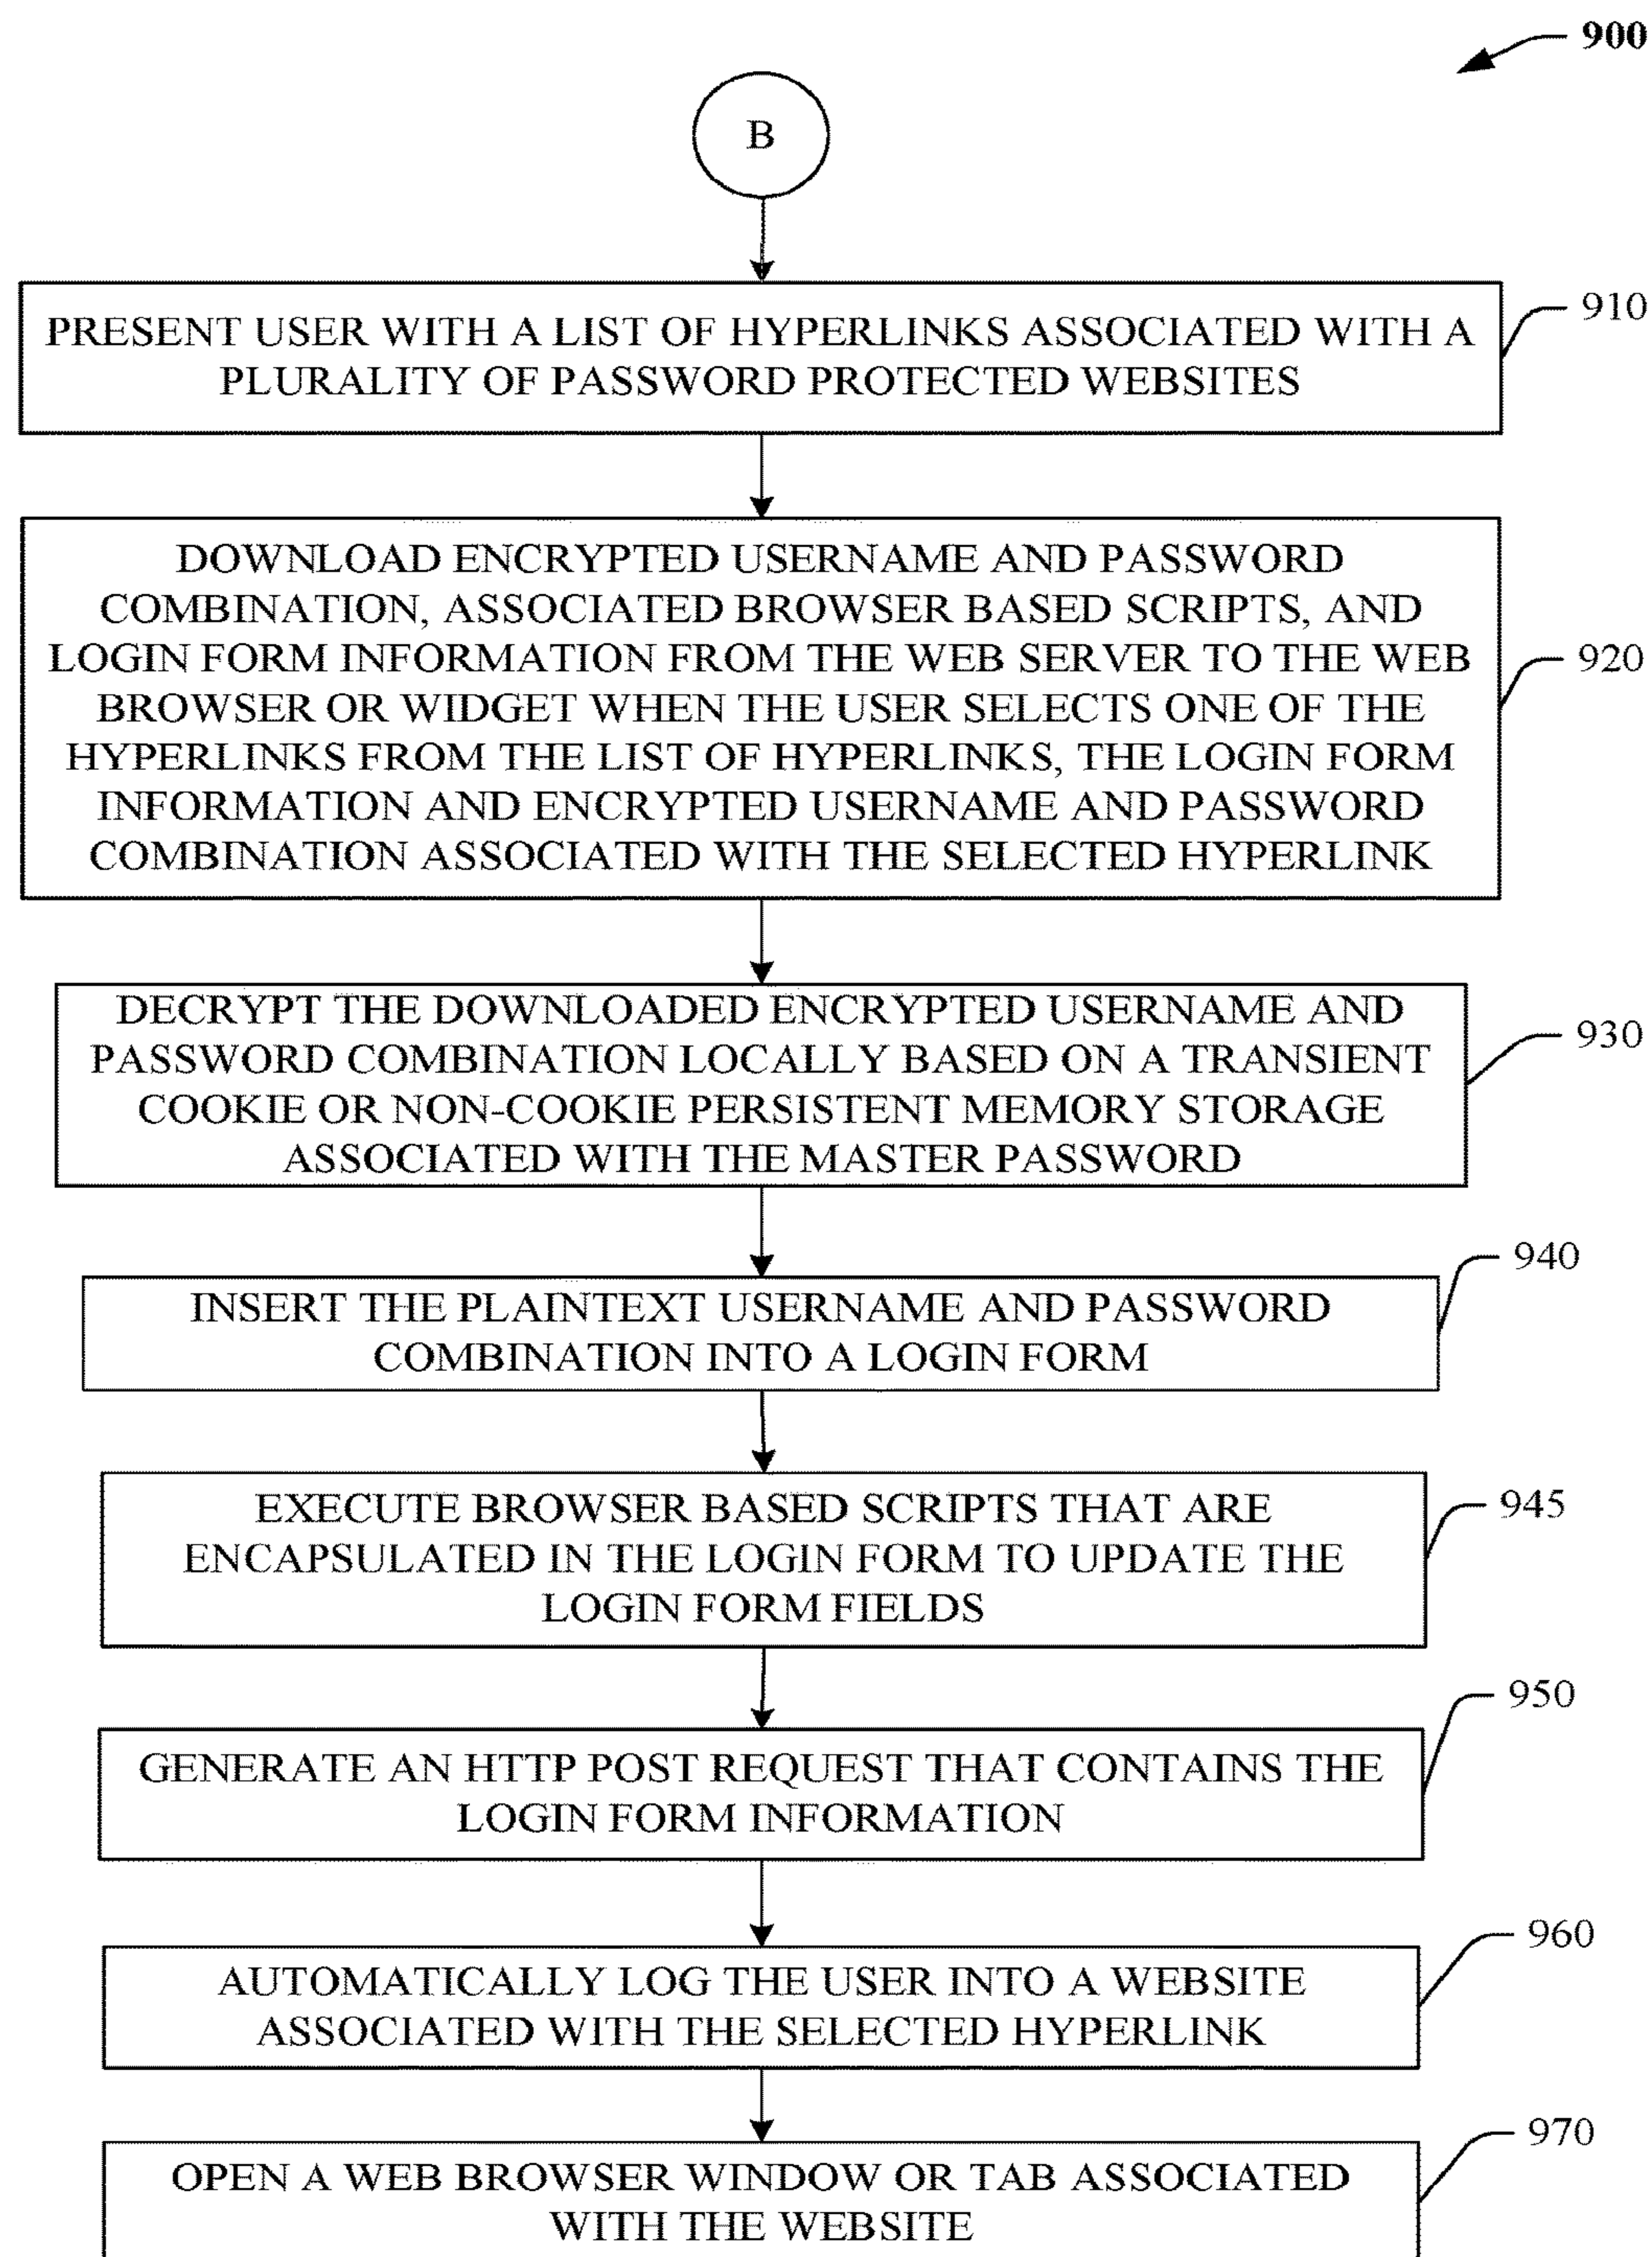 900
B
PRESENT USER WITH A LIST OF HYPERLINKS ASSOCIATED WITH A
PLURALITY OF PASSWORD PROTECTED WEBSITES
910
DOWNLOAD ENCRYPTED USERNAME AND PASSWORD
COMBINATION, ASSOCIATED BROWSER BASED SCRIPTS, AND
LOGIN FORM INFORMATION FROM THE WEB SERVER TO THE WEB
BROWSER OR WIDGET WHEN THE USER SELECTS ONE OF THE
HYPERLINKS FROM THE LIST OF HYPERLINKS, THE LOGIN FORM
INFORMATION AND ENCRYPTED USERNAME AND PASSWORD
COMBINATION ASSOCIATED WITH THE SELECTED HYPERLINK
920
DECRYPT THE DOWNLOADED ENCRYPTED USERNAME AND
PASSWORD COMBINATION LOCALLY BASED ON A TRANSIENT
COOKIE OR NON-COOKIE PERSISTENT MEMORY STORAGE
ASSOCIATED WITH THE MASTER PASSWORD
930
INSERT THE PLAINTEXT USERNAME AND PASSWORD
COMBINATION INTO A LOGIN FORM
940
EXECUTE BROWSER BASED SCRIPTS THAT ARE
ENCAPSULATED IN THE LOGIN FORM TO UPDATE THE
LOGIN FORM FIELDS
945
GENERATE AN HTTP POST REQUEST THAT CONTAINS THE
LOGIN FORM INFORMATION
950
AUTOMATICALLY LOG THE USER INTO A WEBSITE
ASSOCIATED WITH THE SELECTED HYPERLINK
960
OPEN A WEB BROWSER WINDOW OR TAB ASSOCIATED
WITH THE WEBSITE
970